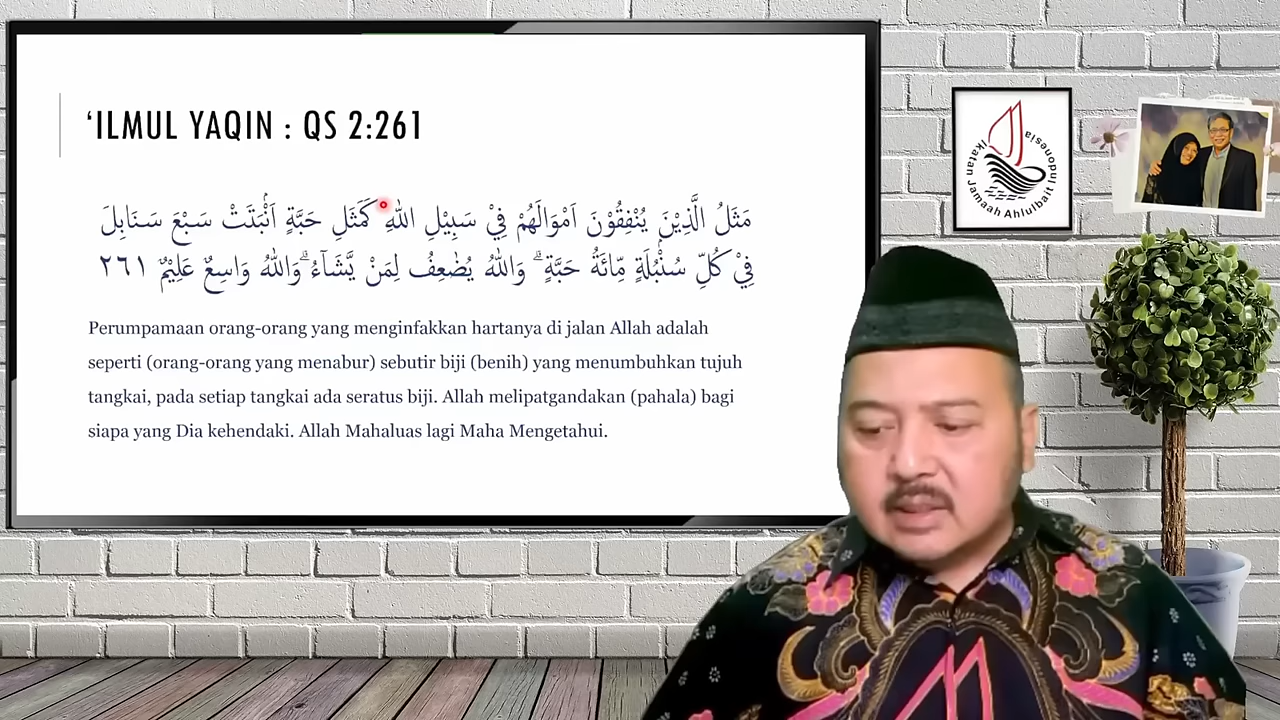 ‘ILMUL YAQIN : QS 2:261
مَثَلُ الَّذِيْنَ يُنْفِقُوْنَ اَمْوَالَهُمْ فِيْ سَبِيْلِ اللّٰهِ كَمَثَلِ حَبَّةٍ اَنْۢبَتَتْ سَبْعَ سَنَابِلَ
فِيْ كُلِّ سُنْۢبُلَةٍ مِّائَةُ حَبَّةٍ ۗ وَاللّٰهُ يُضٰعِفُ لِمَنْ يَّشَاۤءُ ۗوَاللّٰهُ وَاسِعٌ عَلِيْمٌ ٢٦١
Perumpamaan orang-orang yang menginfakkan hartanya di jalan Allah adalah
seperti (orang-orang yang menabur) sebutir biji (benih) yang menumbuhkan tujuh
tangkai, pada setiap tangkai ada seratus biji. Allah melipatgandakan (pahala) bagi
siapa yang Dia kehendaki. Allah Mahaluas lagi Maha Mengetahui.
Ikatan Jamaah Ahlulbait Indonesia